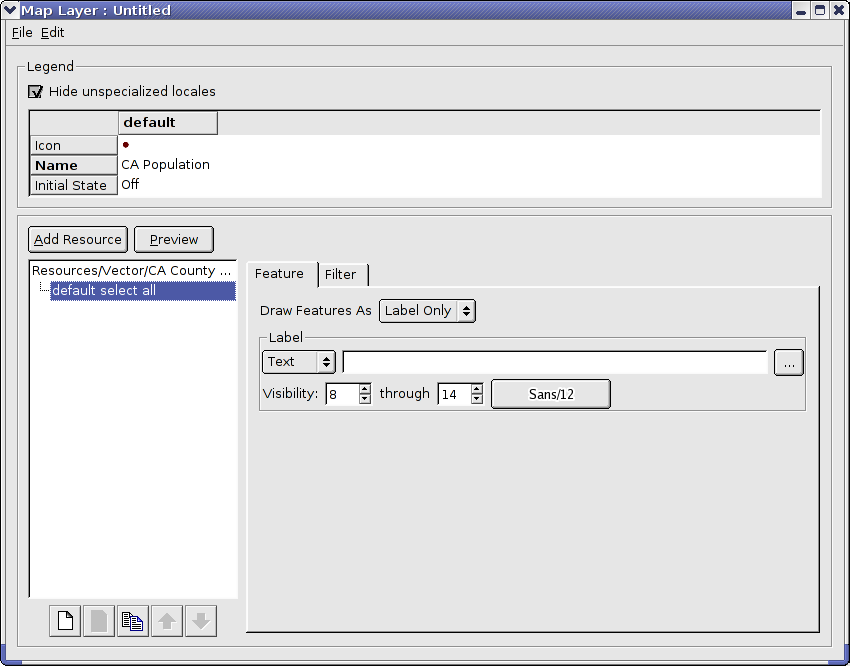 Map Layer : Untitled
File Edit
Legend
Hide unspecialized locales
default
Icon
Name CA Population
Initial State Off
Add Resource Preview
Resources/Vector/CA County ...
default select all
Feature Filter
Draw Features As Label Only
Label
Text ...
Visibility: 8 through 14 Sans/12